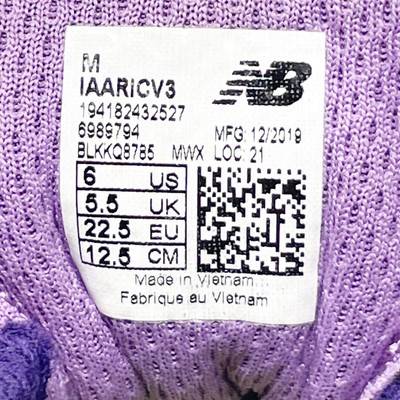 M
IAARICV3
194182432527
6989794 MFG: 12/2019
BLKKQ8785 MWX LOC: 21
6 US
5.5 UK
22.5 EU
12.5 CM
Made in Vietnam
Fabrique au Vietnam
NB